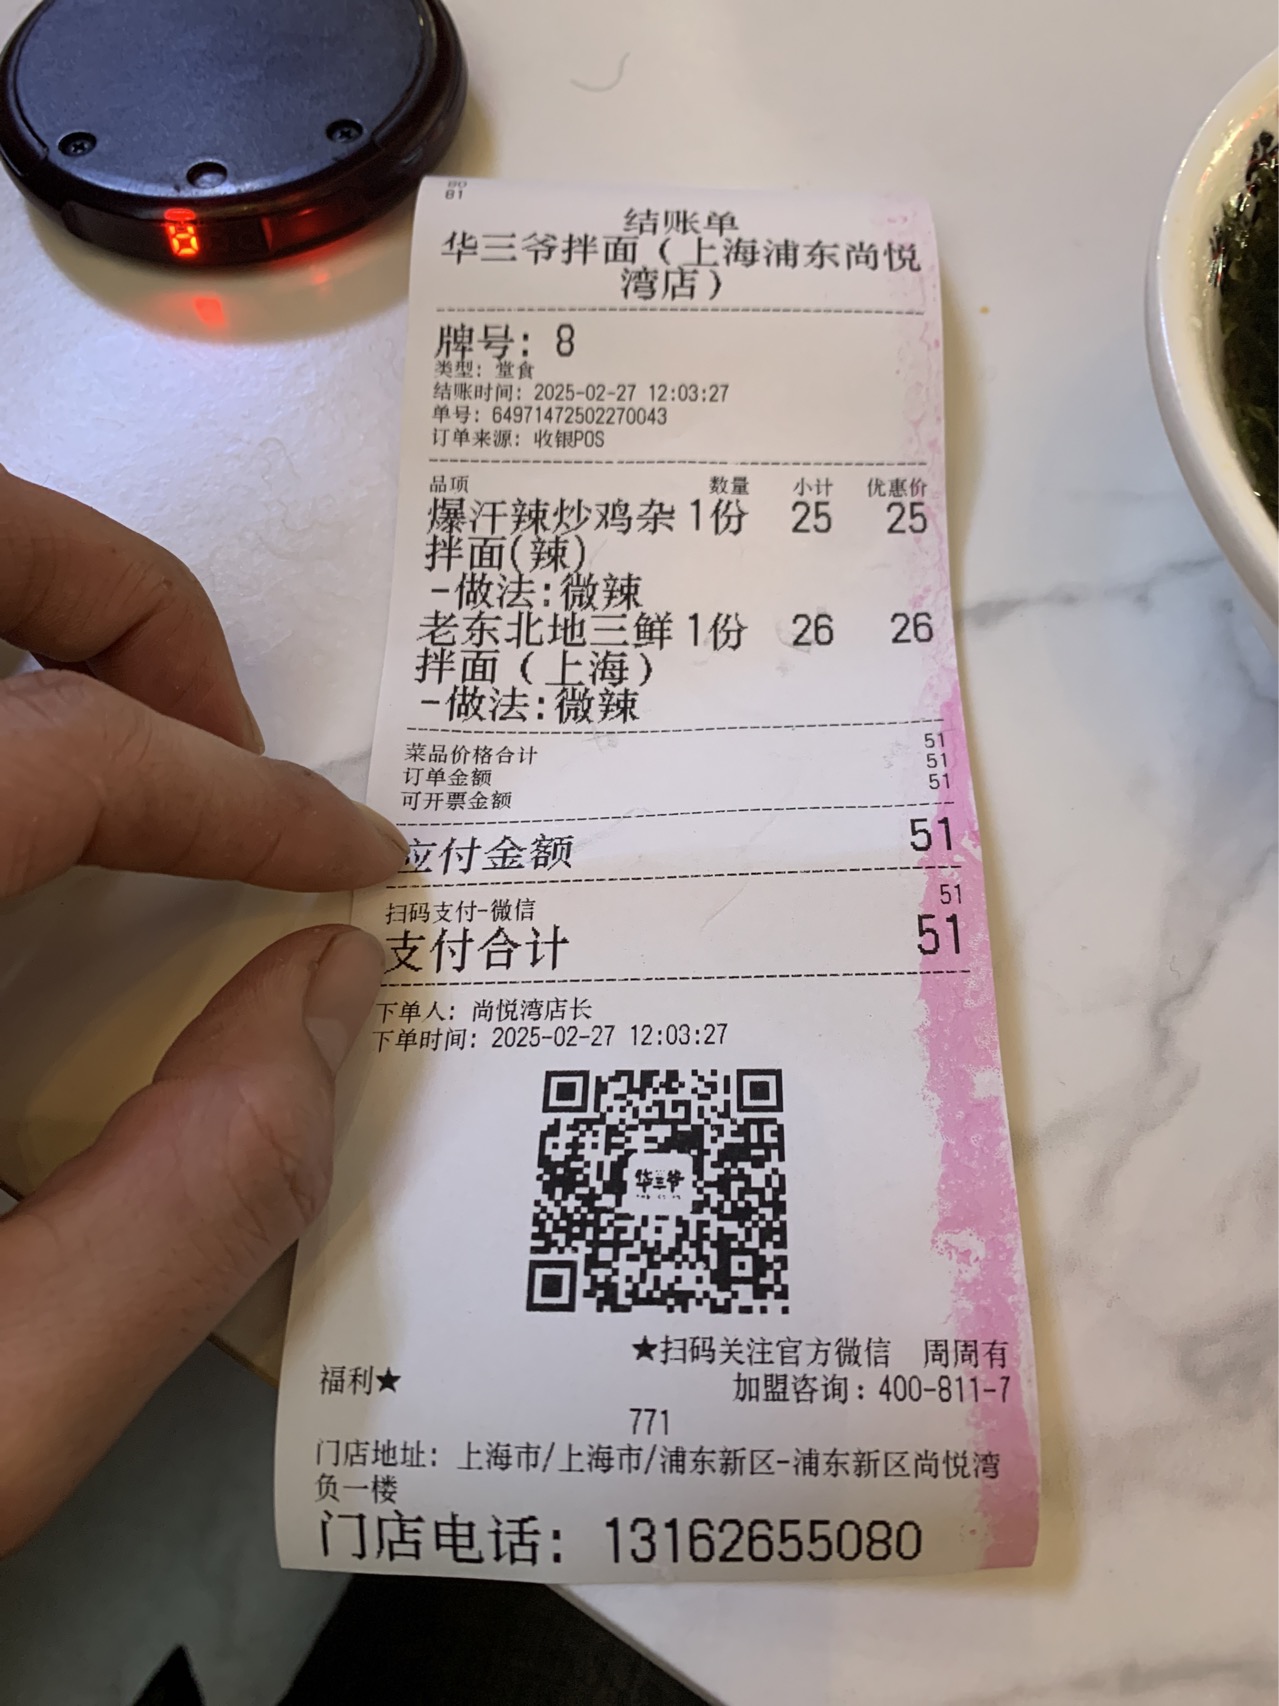 81
结账单
华三爷拌面（上海浦东尚悦
湾店）
牌号：8
类型：堂食
结账时间：2025-02-27 12:03:27
单号：64971472502270043
订单来源：收银POS
品项 数量 小计 优惠价
爆汗辣炒鸡杂 1份 25 25
拌面(辣)
-做法:微辣
老东北地三鲜 1份 26 26
拌面（上海）
-做法:微辣
菜品价格合计 51
订单金额 51
可开票金额 51
应付金额 51
扫码支付-微信 51
支付合计 51
下单人：尚悦湾店长
下单时间：2025-02-27 12:03:27
华三爷
★扫码关注官方微信 周周有
福利★
加盟咨询：400-811-7
771
门店地址：上海市/上海市/浦东新区-浦东新区尚悦湾
负一楼
门店电话：13162655080
8